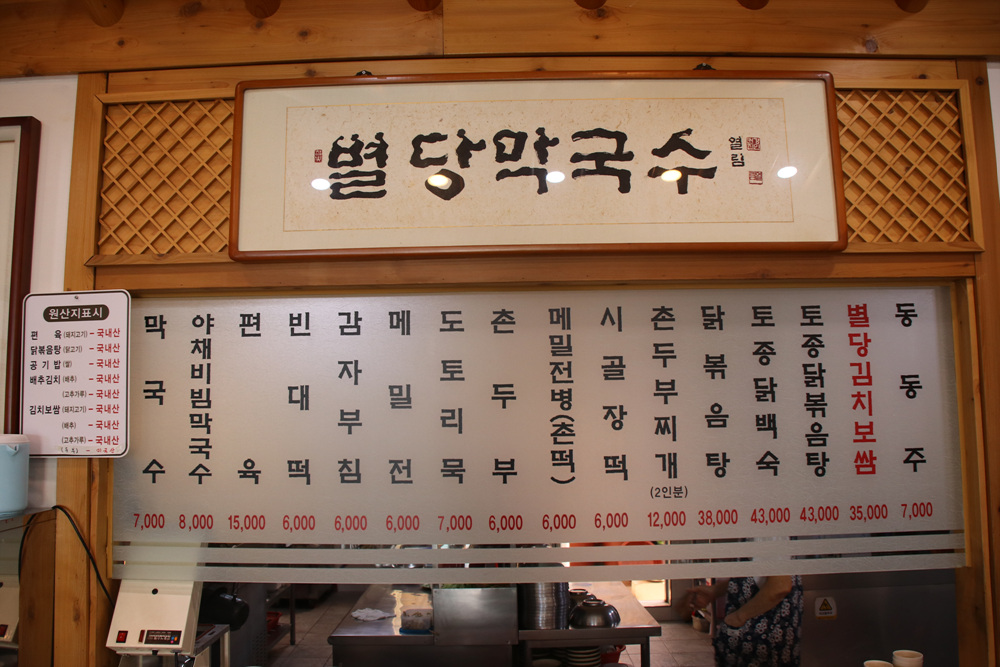 별당막국수
열림
원산지표시
편 육 (돼지고기) - 국내산
닭볶음탕 (닭고기) - 국내산
공 기 밥 (쌀) - 국내산
배추김치 (배추) - 국내산
(고추가루) - 국내산
김치보쌈 (돼지고기) - 국내산
(배추) - 국내산
(고추가루) - 국내산
막국수 7,000
야채비빔막국수 8,000
편육 15,000
빈대떡 6,000
감자부침 6,000
메밀전 6,000
도토리묵 7,000
촌두부 6,000
메밀전병(촌떡) 6,000
시골장떡 6,000
촌두부찌개 (2인분) 12,000
닭볶음탕 38,000
토종닭백숙 43,000
토종닭볶음탕 43,000
별당김치보쌈 35,000
동동주 7,000